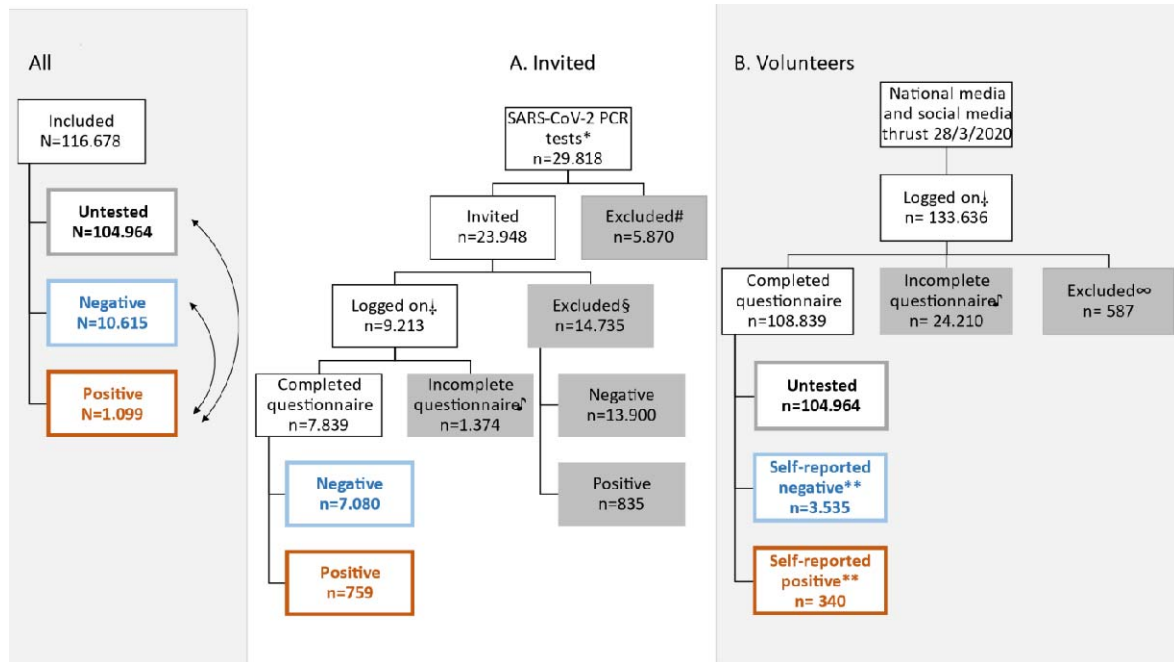 All
Included
N=116.678
Untested
N=104.964
Negative
N=10.615
Positive
N=1.099
A. Invited
SARS-CoV-2 PCR
tests*
n=29.818
Invited
n=23.948
Excluded#
n=5.870
Logged on⸸
n=9.213
Excluded§
n=14.735
Completed
questionnaire
n=7.839
Incomplete
questionnaire♪
n=1.374
Negative
n=13.900
Positive
n=835
Negative
n=7.080
Positive
n=759
B. Volunteers
National media
and social media
thrust 28/3/2020
Logged on⸸
n= 133.636
Completed
questionnaire
n=108.839
Incomplete
questionnaire♪
n= 24.210
Excluded∞
n= 587
Untested
n=104.964
Self-reported
negative**
n=3.535
Self-reported
positive**
n= 340